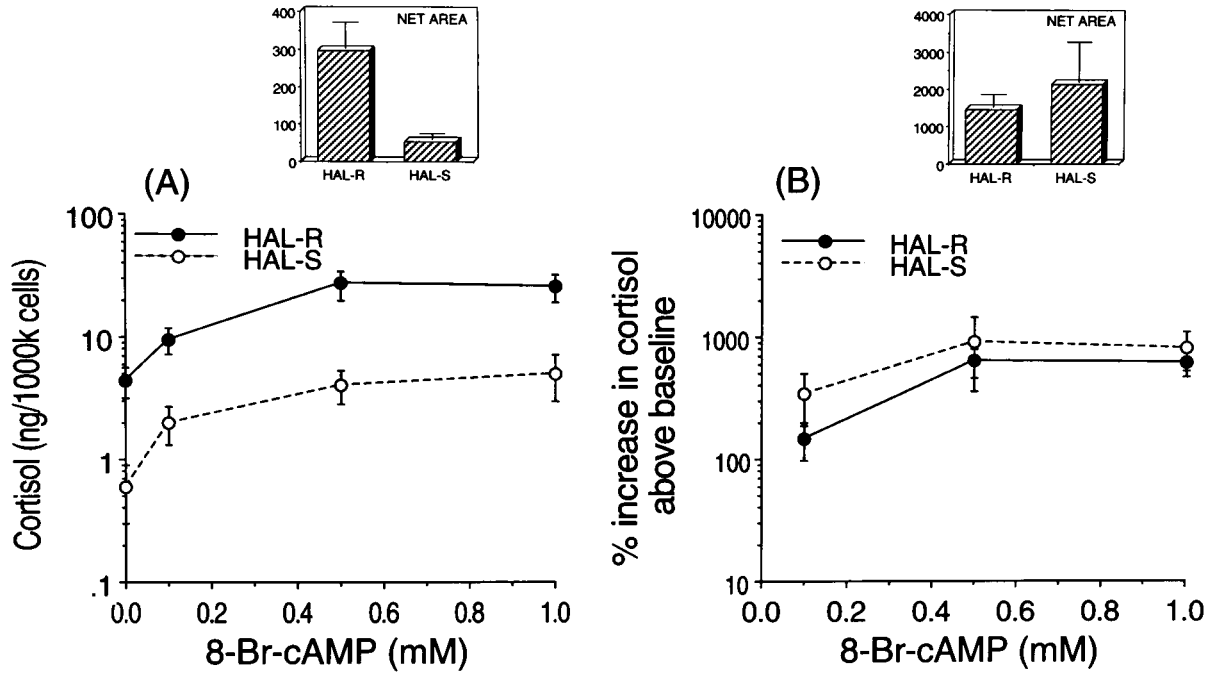 NET AREA
400
300
200
100
0
HAL-R HAL-S
NET AREA
4000
3000
2000
1000
0
HAL-R HAL-S
(A)
100
10
1
.1
HAL-R
HAL-S
Cortisol (ng/1000k cells)
0.0 0.2 0.4 0.6 0.8 1.0
8-Br-cAMP (mM)
(B)
10000
1000
100
10
HAL-R
HAL-S
% increase in cortisol
above baseline
0.0 0.2 0.4 0.6 0.8 1.0
8-Br-cAMP (mM)